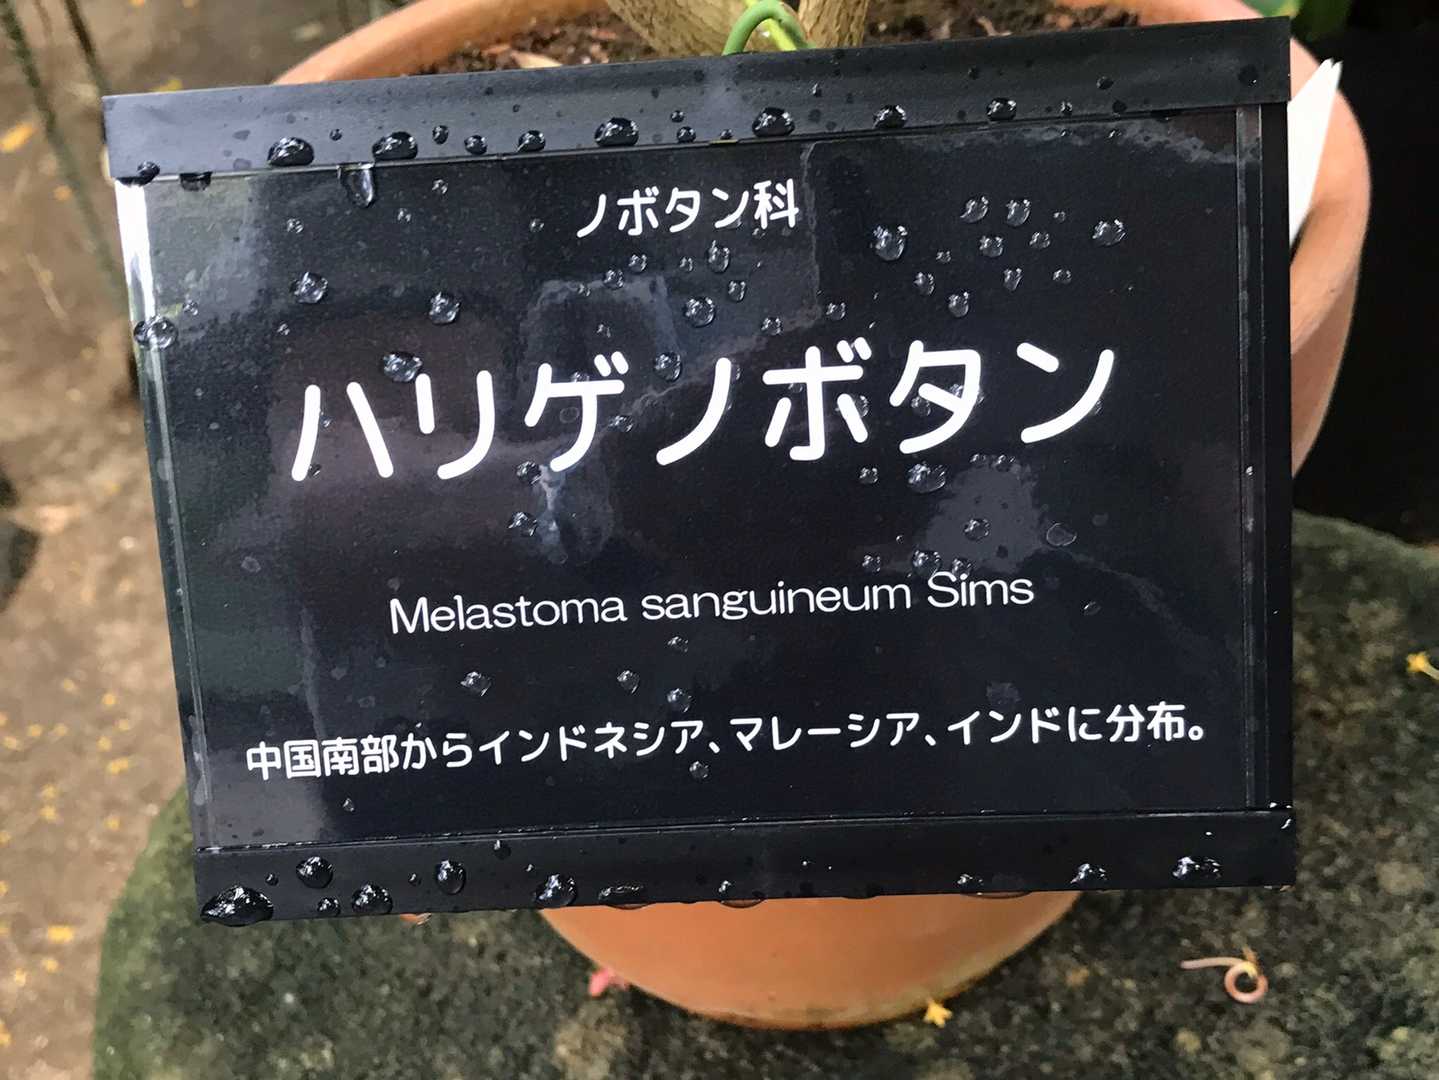 ノボタン科
ハリゲノボタン
Melastoma sanguineum Sims
中国南部からインドネシア、マレーシア、インドに分布。